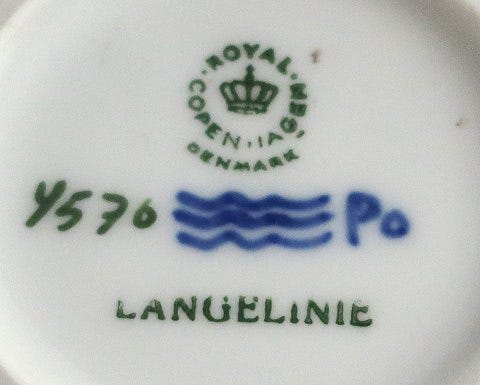 ROYAL COPENHAGEN
DENMARK
4570 Po
LANGELINIE